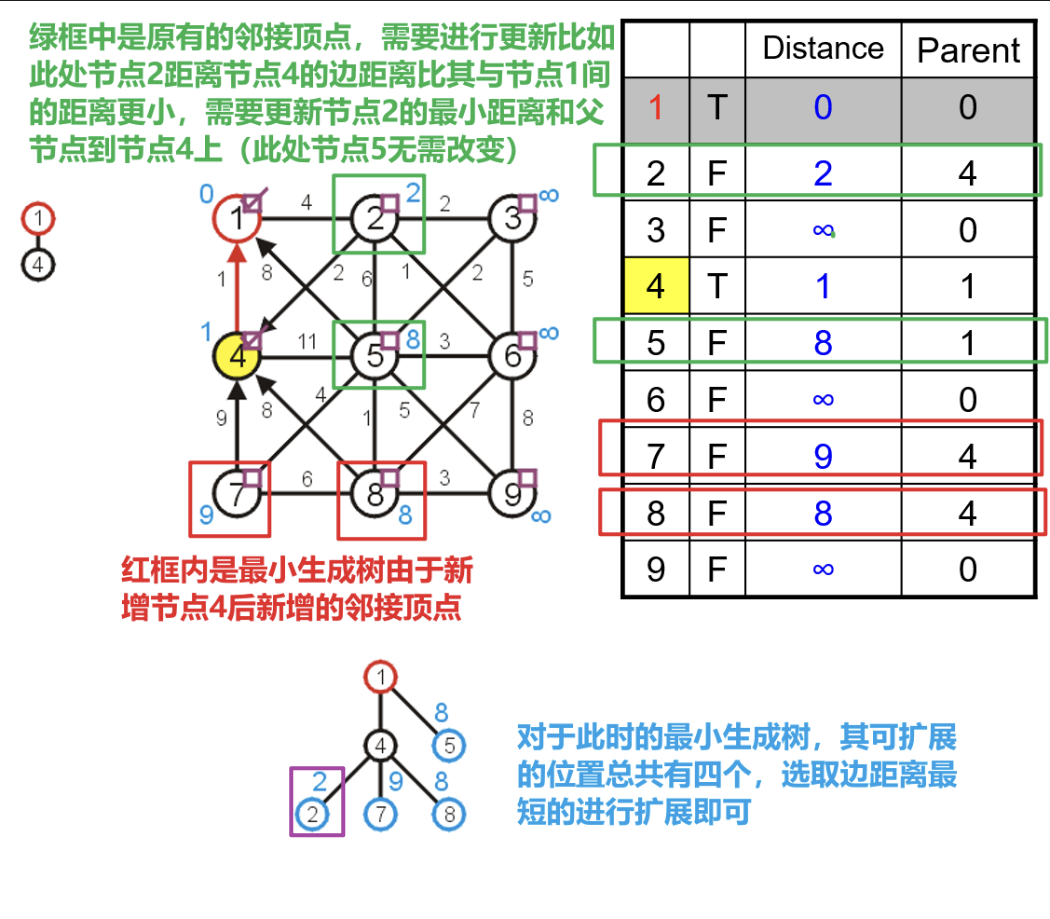 绿框中是原有的邻接顶点，需要进行更新比如
此处节点2距离节点4的边距离比其与节点1间
的距离更小，需要更新节点2的最小距离和父
节点到节点4上（此处节点5无需改变）
Distance Parent
1 T 0 0
2 F 2 4
3 F ∞ 0
4 T 1 1
5 F 8 1
6 F ∞ 0
7 F 9 4
8 F 8 4
9 F ∞ 0
1
4
0 2 ∞
1 4 2 2 3
1 8 2 6 1 2 5
1 8 ∞
4 11 5 3 6
9 8 4 1 5 7 8
7 6 8 3 9
9 8 ∞
红框内是最小生成树由于新
增节点4后新增的邻接顶点
1
8
4 5
2 9 8
2 7 8
对于此时的最小生成树，其可扩展
的位置总共有四个，选取边距离最
短的进行扩展即可